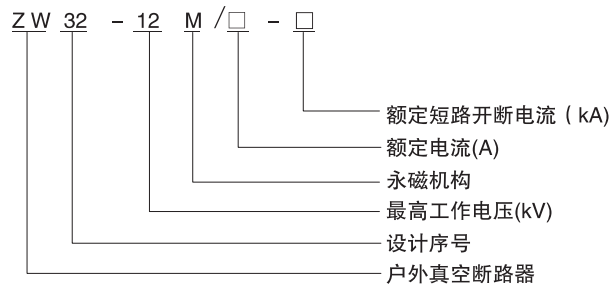 ZW 32 - 12 M/□ - □
额定短路开断电流（kA)
额定电流(A)
永磁机构
最高工作电压(kV)
设计序号
户外真空断路器